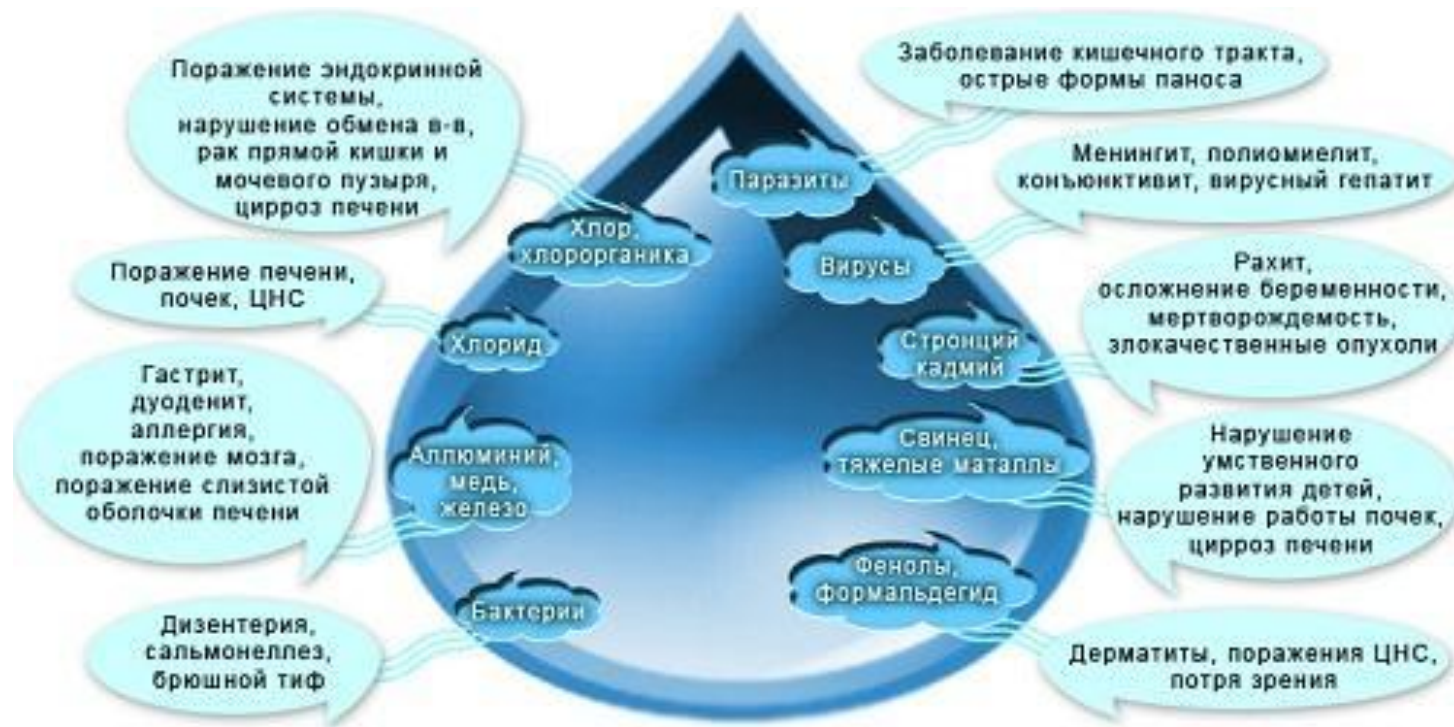 Поражение эндокринной
системы,
нарушение обмена в-в,
рак прямой кишки и
мочевого пузыря,
цирроз печени
Хлор,
хлорорганика
Поражение печени,
почек, ЦНС
Хлорид
Гастрит,
дуоденит,
аллергия,
поражение мозга,
поражение слизистой
оболочки печени
Аллюминий,
медь,
железо
Дизентерия,
сальмонеллез,
брюшной тиф
Бактерии
Заболевание кишечного тракта,
острые формы паноса
Паразиты
Менингит, полиомиелит,
конъюнктивит, вирусный гепатит
Вирусы
Рахит,
осложнение беременности,
мертворождемость,
злокачественные опухоли
Стронций
кадмий
Нарушение
умственного
развития детей,
нарушение работы почек,
цирроз печени
Свинец,
тяжелые маталлы
Фенолы,
формальдегид
Дерматиты, поражения ЦНС,
потря зрения